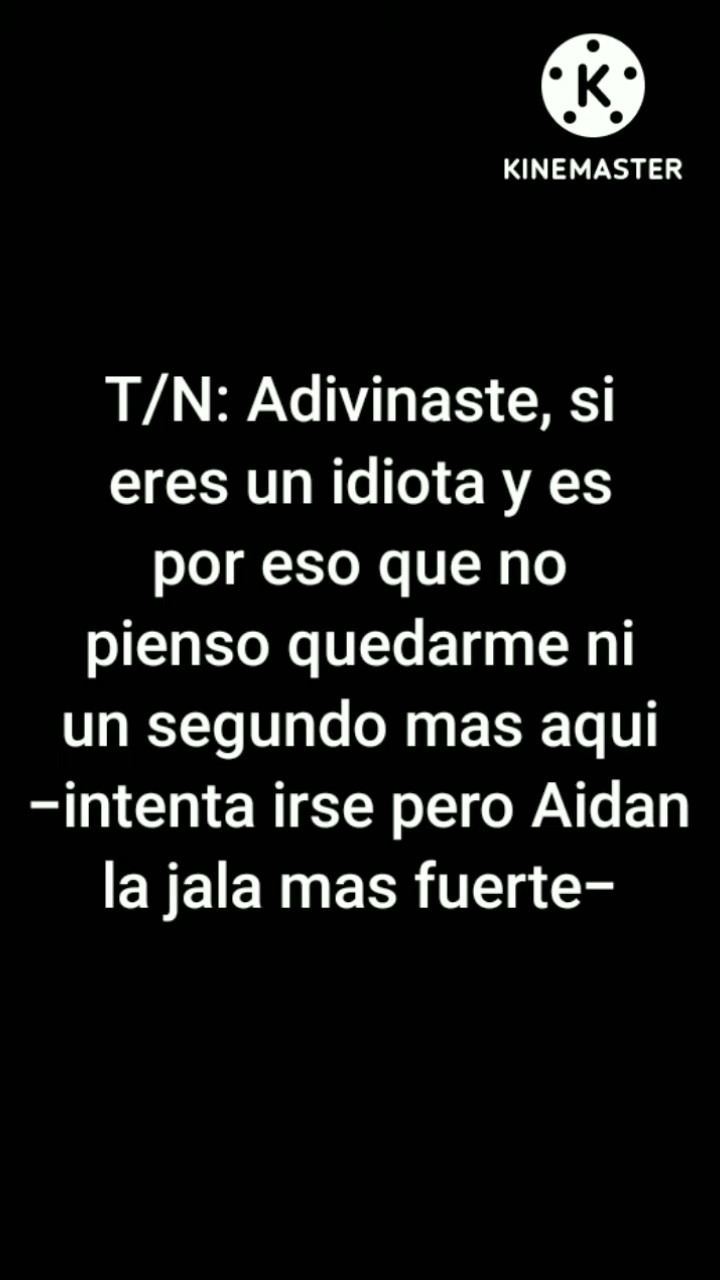 K
KINEMASTER
T/N: Adivinaste, si
eres un idiota y es
por eso que no
pienso quedarme ni
un segundo mas aqui
-intenta irse pero Aidan
la jala mas fuerte-